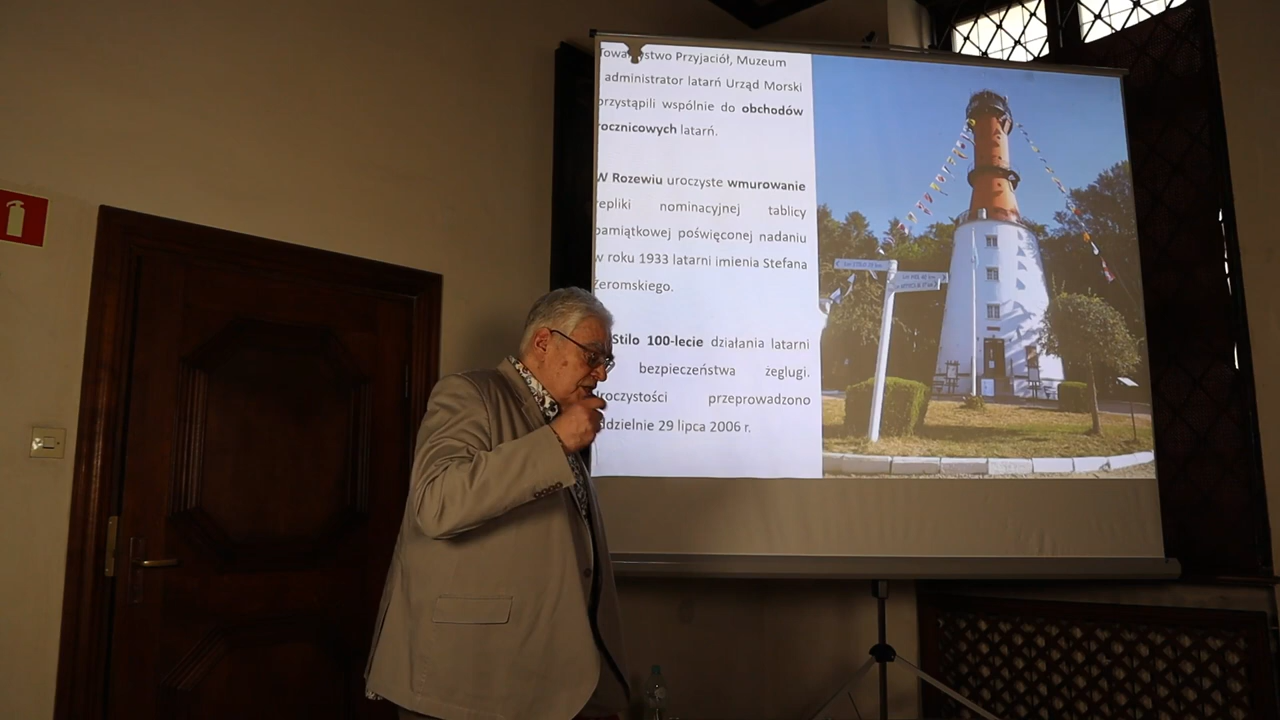 Towarzystwo Przyjaciół, Muzeum
administrator latarń Urząd Morski
przystąpili wspólnie do obchodów
rocznicowych latarń.
W Rozewiu uroczyste wmurowanie
repliki nominacyjnej tablicy
pamiątkowej poświęconej nadaniu
w roku 1933 latarni imienia Stefana
Żeromskiego.
Stilo 100-lecie działania latarni
bezpieczeństwa żeglugi.
roczystości przeprowadzono
ddzielnie 29 lipca 2006 r.